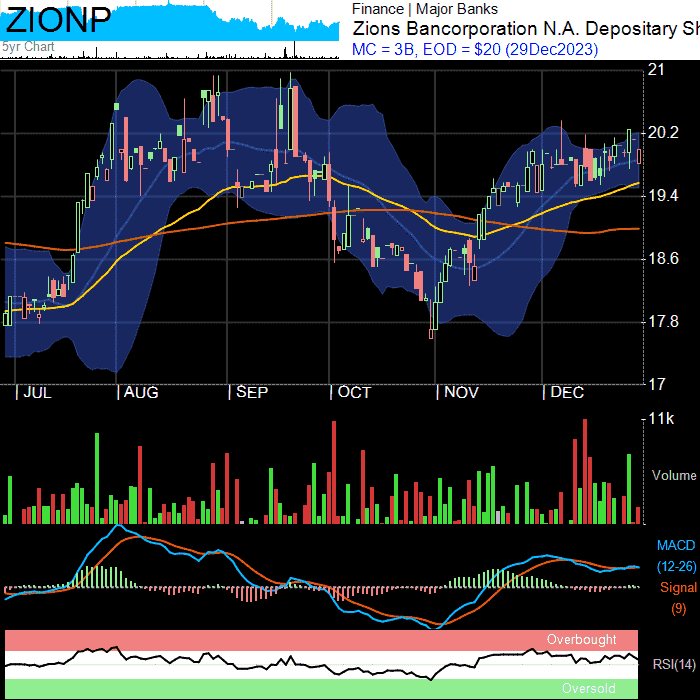 ZIONP
5yr Chart
Finance | Major Banks
Zions Bancorporation N.A. Depositary Sh
MC = 3B, EOD = $20 (29Dec2023)
21
20.2
19.4
18.6
17.8
17
JUL
AUG
SEP
OCT
NOV
DEC
11k
Volume
MACD
(12-26)
Signal
(9)
Overbought
RSI(14)
Oversold